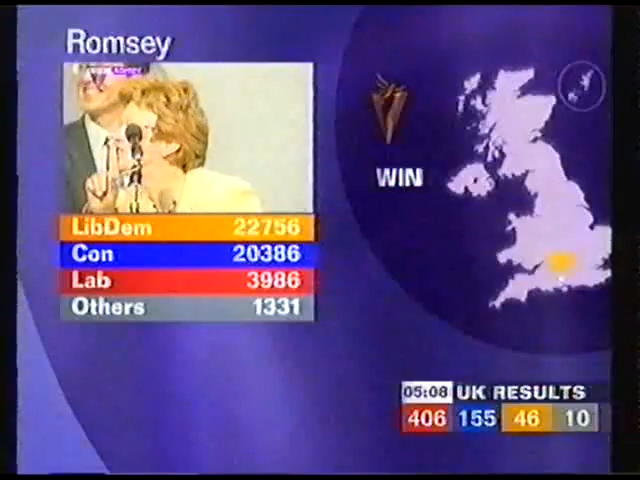 Romsey
WIN
LibDem 22756
Con 20386
Lab 3986
Others 1331
05:08 UK RESULTS
406 155 46 10